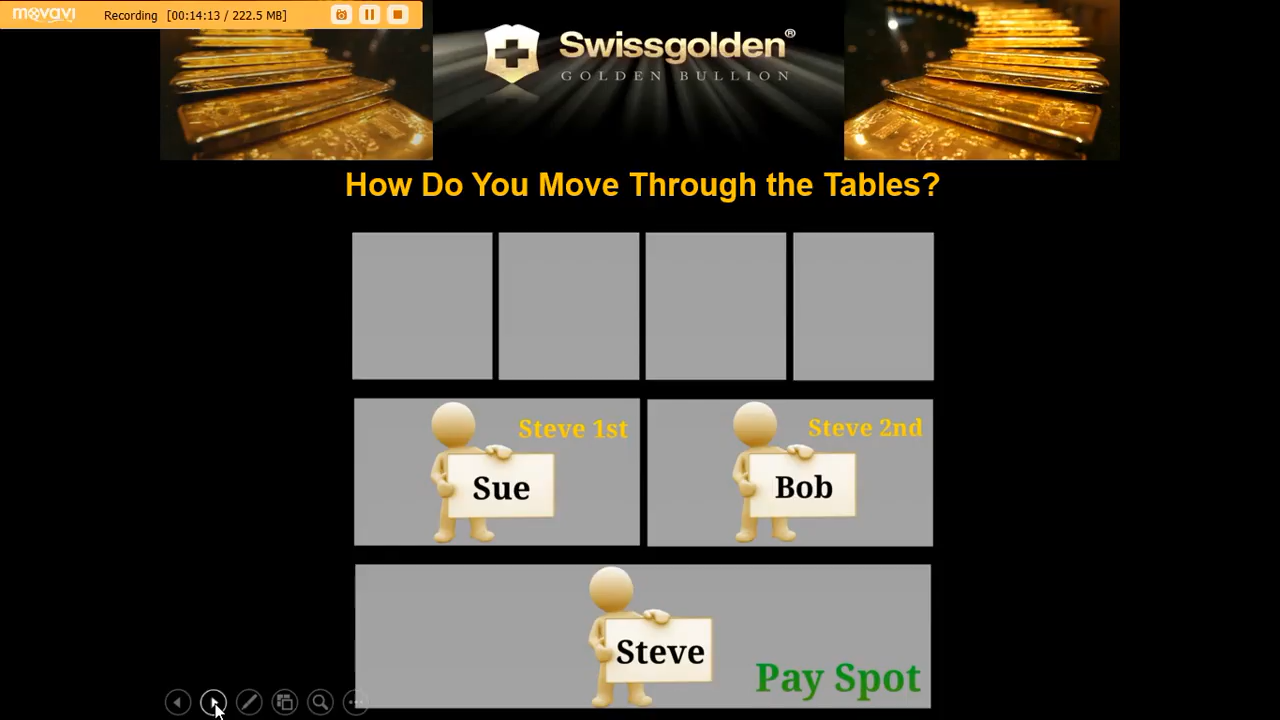 movavi
Recording [00:14:13 / 222.5 MB]
Swissgolden®
GOLDEN BULLION
How Do You Move Through the Tables?
Steve 1st
Steve 2nd
Sue
Bob
Steve
Pay Spot